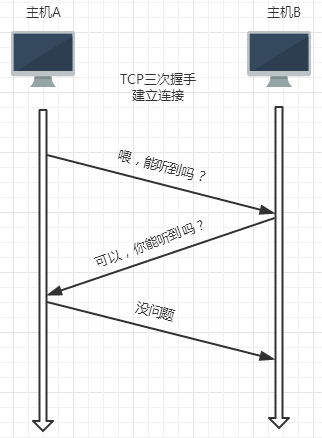 主机A
主机B
TCP三次握手
建立连接
喂，能听到吗？
可以，你能听到吗？
没问题